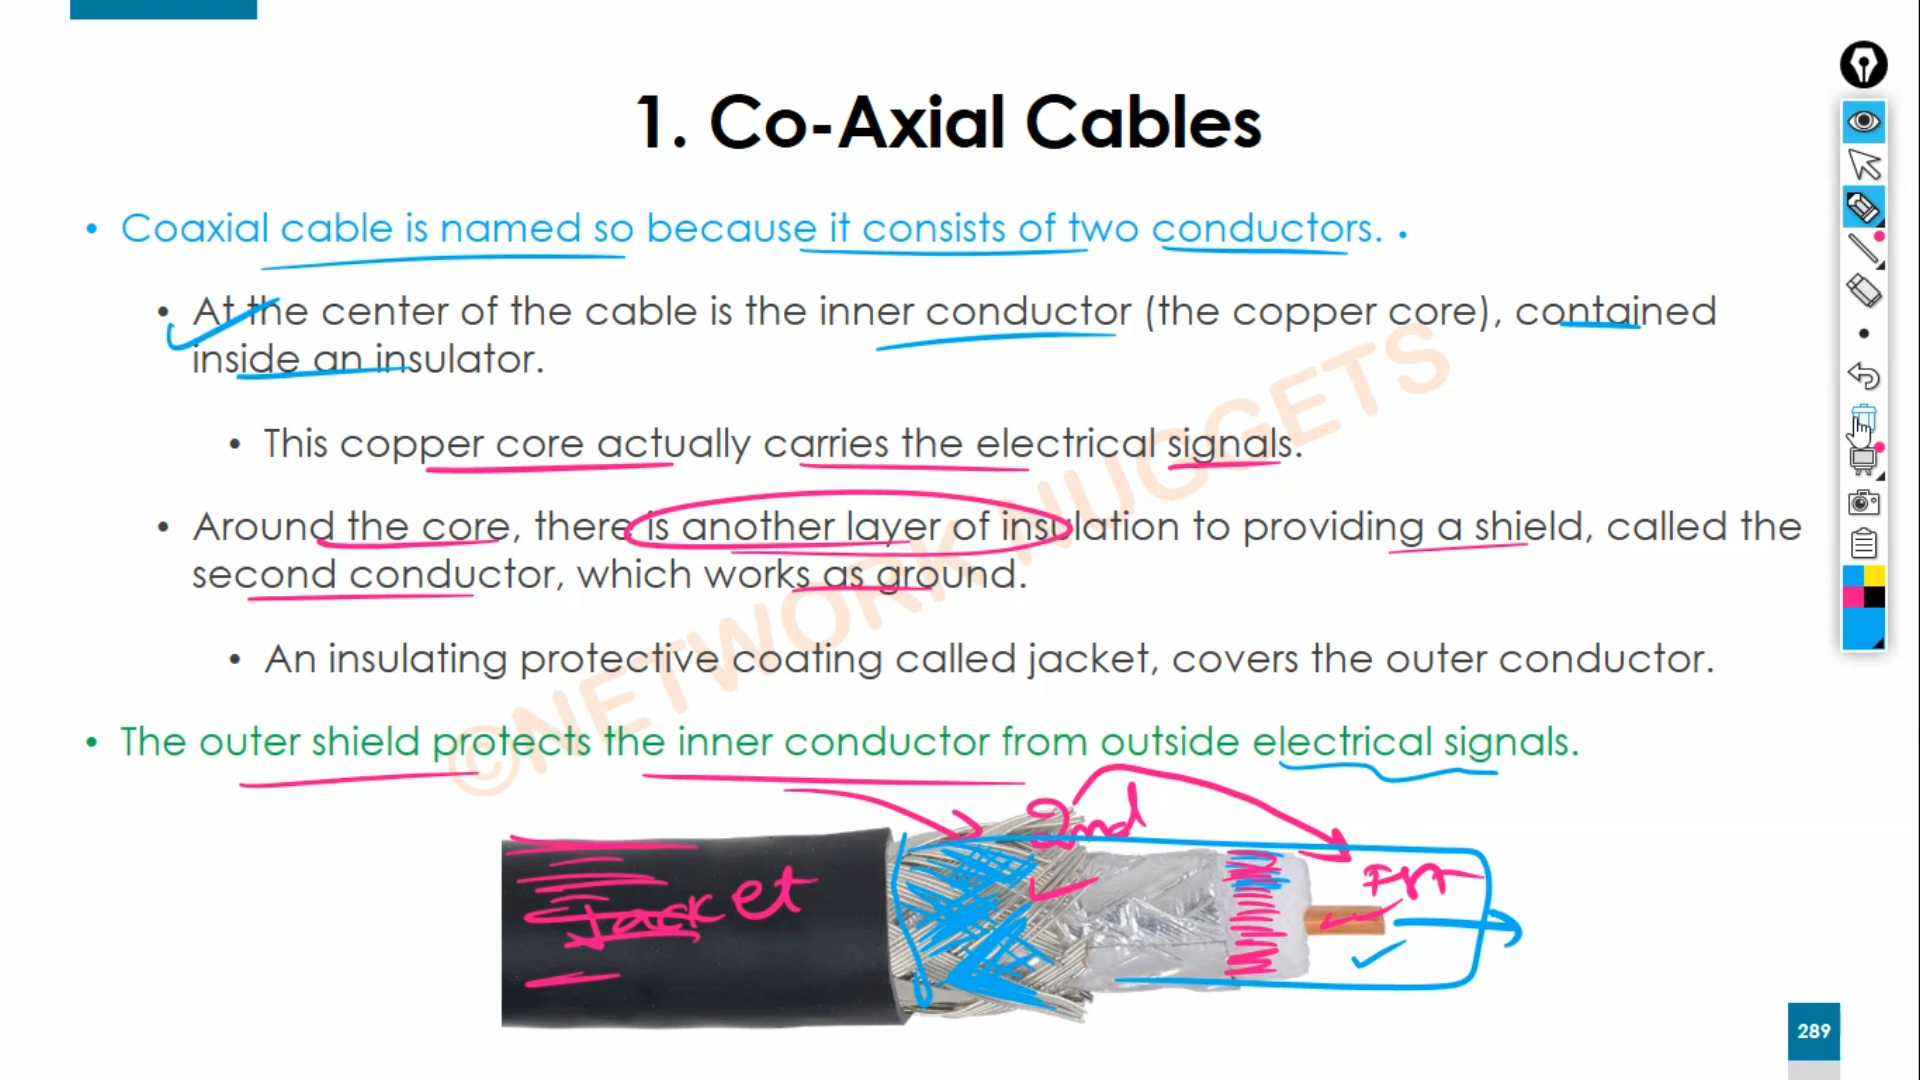 1. Co-Axial Cables
• Coaxial cable is named so because it consists of two conductors.
• At the center of the cable is the inner conductor (the copper core), contained
inside an insulator.
• This copper core actually carries the electrical signals.
• Around the core, there is another layer of insulation to providing a shield, called the
second conductor, which works as ground.
• An insulating protective coating called jacket, covers the outer conductor.
• The outer shield protects the inner conductor from outside electrical signals.
©NETWORK NUGGETS
2nd
Jacket
289